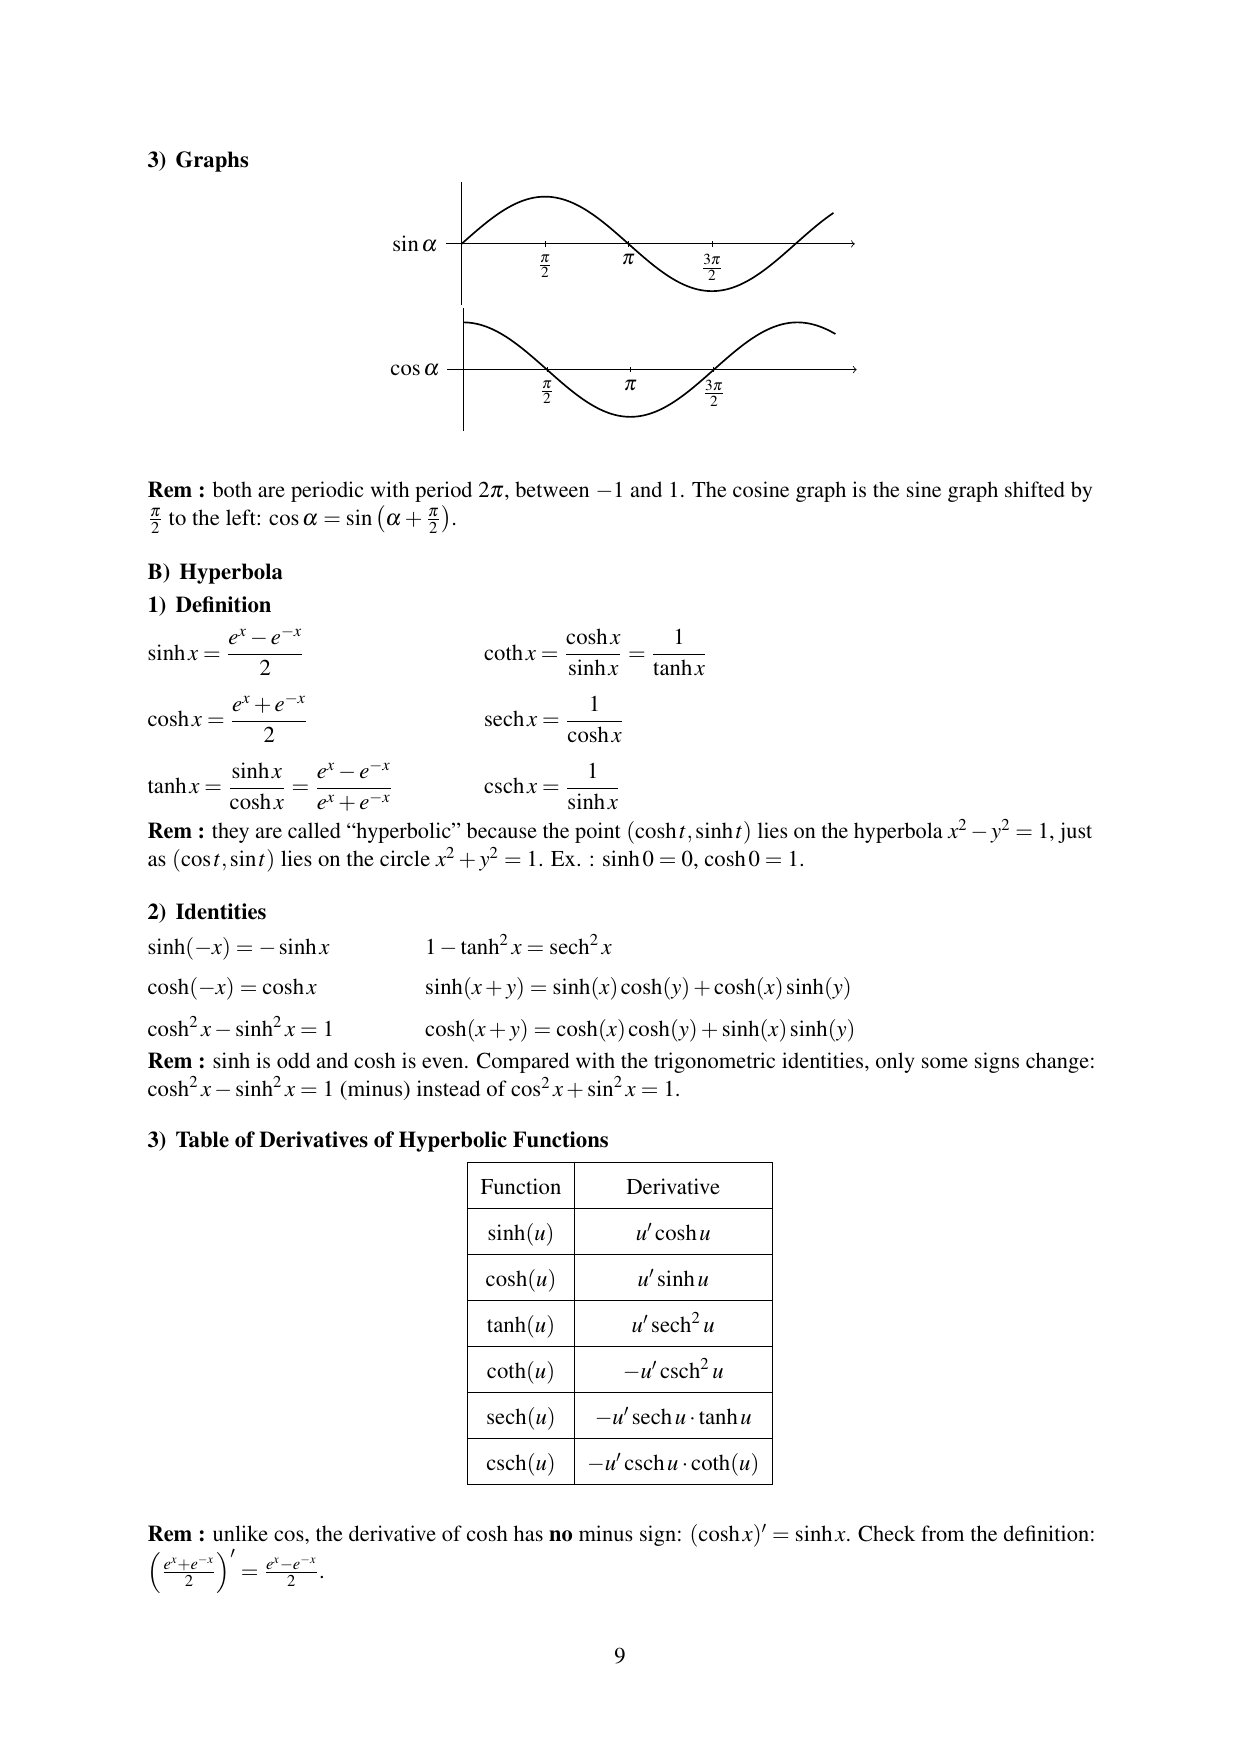 3) Graphs
sin α
π/2 π 3π/2
cos α
π/2 π 3π/2
Rem : both are periodic with period 2π, between −1 and 1. The cosine graph is the sine graph shifted by
π/2 to the left: cos α = sin (α + π/2).
B) Hyperbola
1) Definition
sinh x = (e^x − e^−x)/2 coth x = cosh x/sinh x = 1/tanh x
cosh x = (e^x + e^−x)/2 sech x = 1/cosh x
tanh x = sinh x/cosh x = (e^x − e^−x)/(e^x + e^−x) csch x = 1/sinh x
Rem : they are called “hyperbolic” because the point (cosh t, sinh t) lies on the hyperbola x² − y² = 1, just
as (cos t, sin t) lies on the circle x² + y² = 1. Ex. : sinh 0 = 0, cosh 0 = 1.
2) Identities
sinh(−x) = − sinh x 1 − tanh² x = sech² x
cosh(−x) = cosh x sinh(x + y) = sinh(x) cosh(y) + cosh(x) sinh(y)
cosh² x − sinh² x = 1 cosh(x + y) = cosh(x) cosh(y) + sinh(x) sinh(y)
Rem : sinh is odd and cosh is even. Compared with the trigonometric identities, only some signs change:
cosh² x − sinh² x = 1 (minus) instead of cos² x + sin² x = 1.
3) Table of Derivatives of Hyperbolic Functions
Function Derivative
sinh(u) u′ cosh u
cosh(u) u′ sinh u
tanh(u) u′ sech² u
coth(u) −u′ csch² u
sech(u) −u′ sech u · tanh u
csch(u) −u′ csch u · coth(u)
Rem : unlike cos, the derivative of cosh has no minus sign: (cosh x)′ = sinh x. Check from the definition:
((e^x + e^−x)/2)′ = (e^x − e^−x)/2.
9